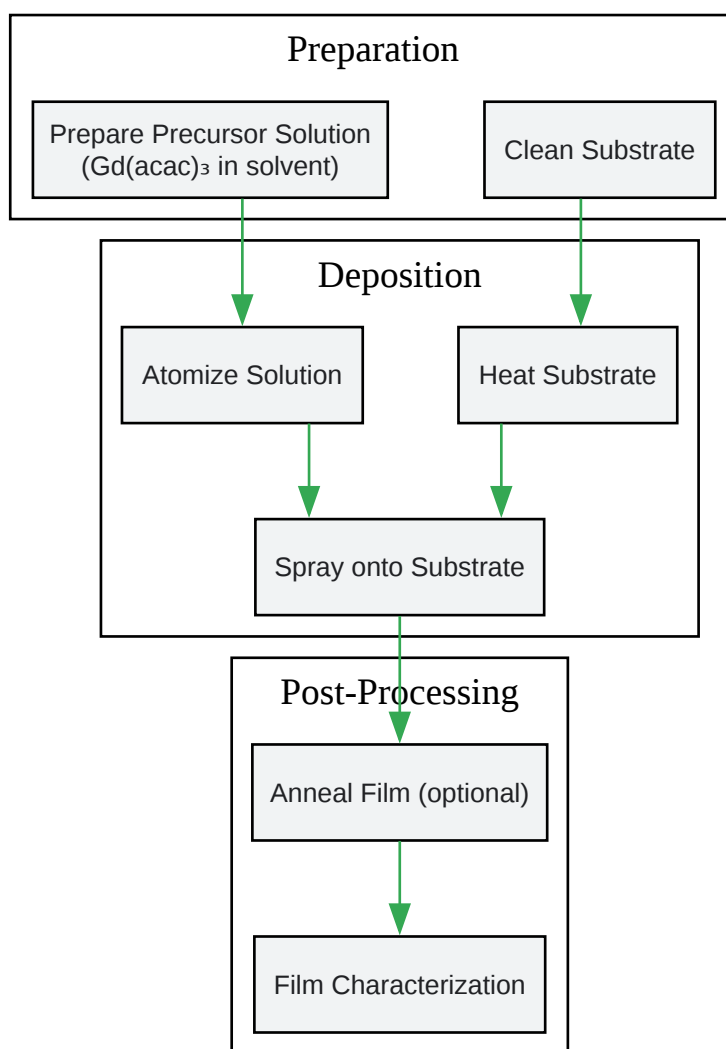 Preparation
Prepare Precursor Solution
(Gd(acac)₃ in solvent)
Clean Substrate
Deposition
Atomize Solution
Heat Substrate
Spray onto Substrate
Post-Processing
Anneal Film (optional)
Film Characterization